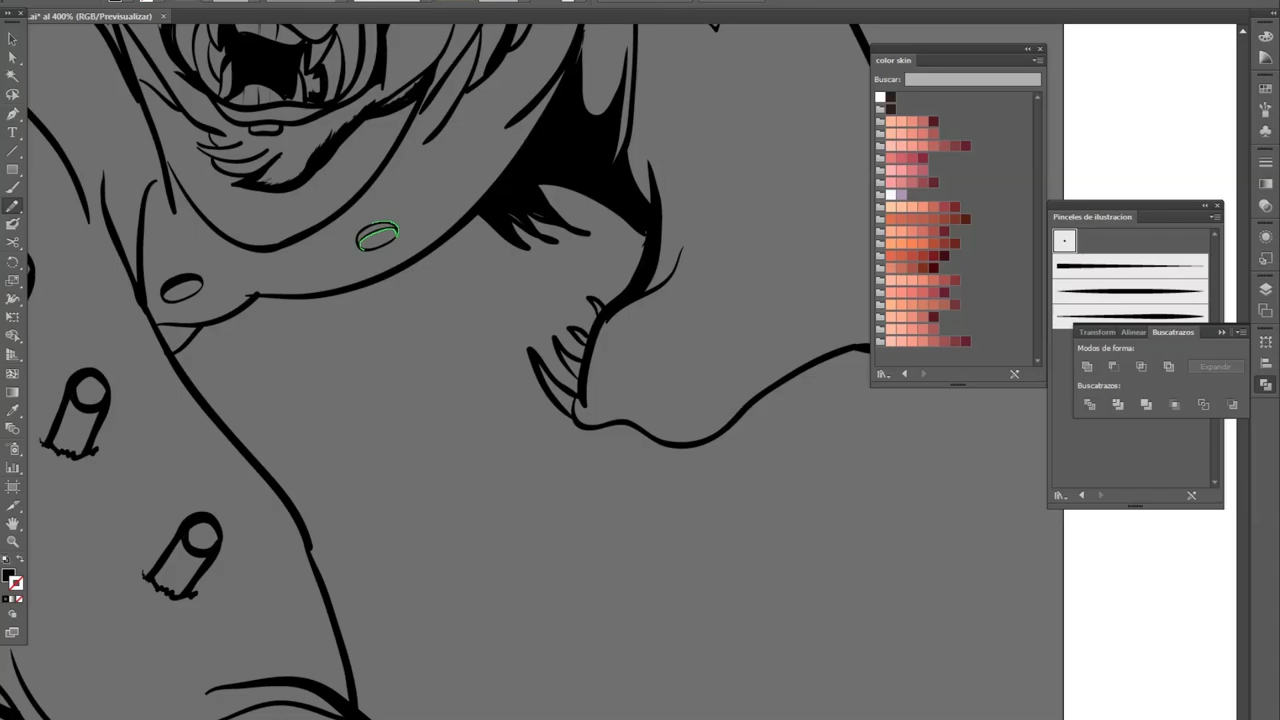 .ai* al 400% (RGB/Previsualizar)
color skin
Buscar:
Pinceles de ilustracion
Transform Alinear Buscatrazos
Modos de forma:
Expandir
Buscatrazos: